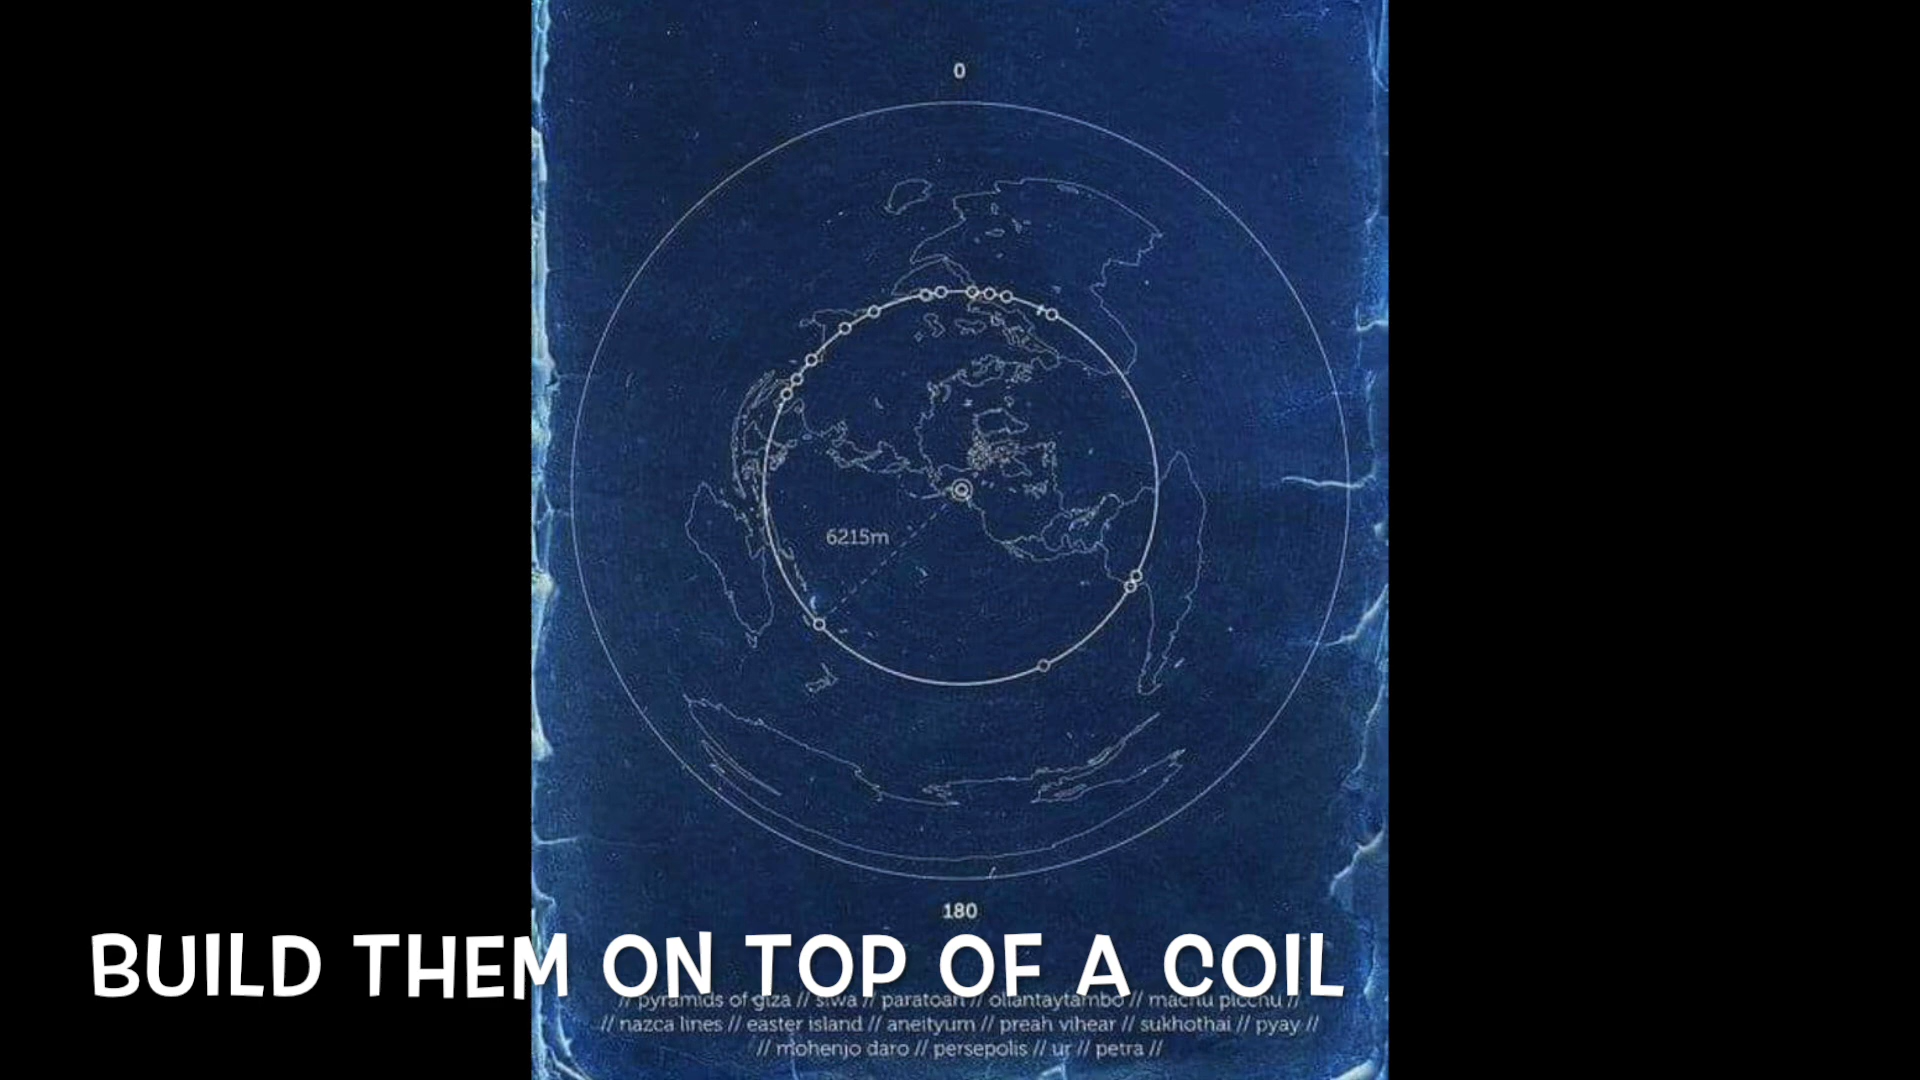 0
6215m
180
BUILD THEM ON TOP OF A COIL
// pyramids of giza // siwa // paratoari // ollantaytambo // machu picchu //
// nazca lines // easter island // aneityum // preah vihear // sukhothai // pyay //
// mohenjo daro // persepolis // ur // petra //